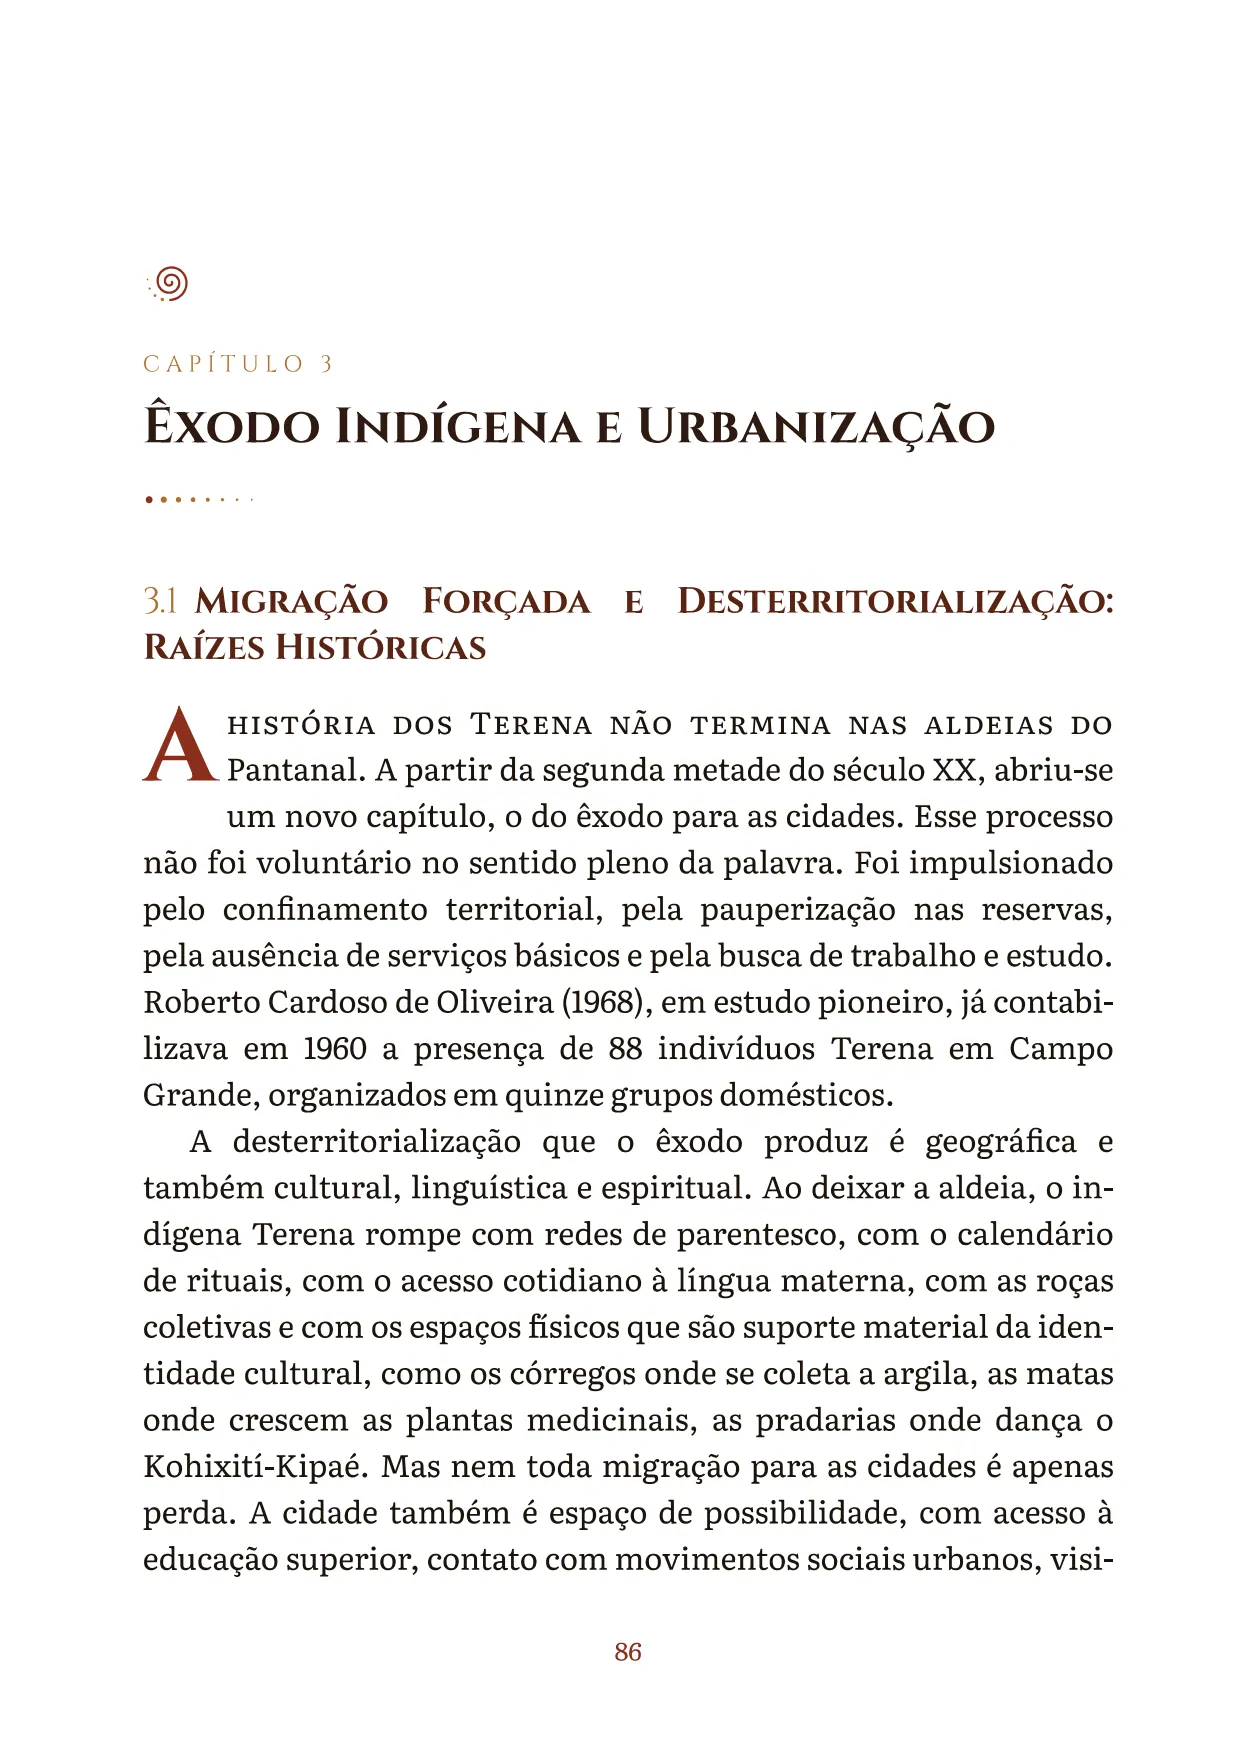 CAPÍTULO 3
Êxodo Indígena e Urbanização
3.1 Migração Forçada e Desterritorialização:
Raízes Históricas
A história dos Terena não termina nas aldeias do
Pantanal. A partir da segunda metade do século XX, abriu-se
um novo capítulo, o do êxodo para as cidades. Esse processo
não foi voluntário no sentido pleno da palavra. Foi impulsionado
pelo confinamento territorial, pela pauperização nas reservas,
pela ausência de serviços básicos e pela busca de trabalho e estudo.
Roberto Cardoso de Oliveira (1968), em estudo pioneiro, já contabi-
lizava em 1960 a presença de 88 indivíduos Terena em Campo
Grande, organizados em quinze grupos domésticos.
A desterritorialização que o êxodo produz é geográfica e
também cultural, linguística e espiritual. Ao deixar a aldeia, o in-
dígena Terena rompe com redes de parentesco, com o calendário
de rituais, com o acesso cotidiano à língua materna, com as roças
coletivas e com os espaços físicos que são suporte material da iden-
tidade cultural, como os córregos onde se coleta a argila, as matas
onde crescem as plantas medicinais, as pradarias onde dança o
Kohixití-Kipaé. Mas nem toda migração para as cidades é apenas
perda. A cidade também é espaço de possibilidade, com acesso à
educação superior, contato com movimentos sociais urbanos, visi-
86